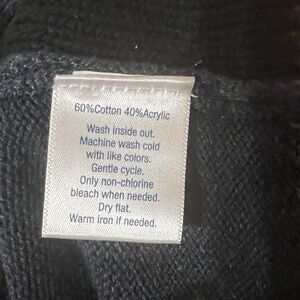 60%Cotton 40%Acrylic
Wash inside out.
Machine wash cold
with like colors.
Gentle cycle.
Only non-chlorine
bleach when needed.
Dry flat.
Warm iron if needed.